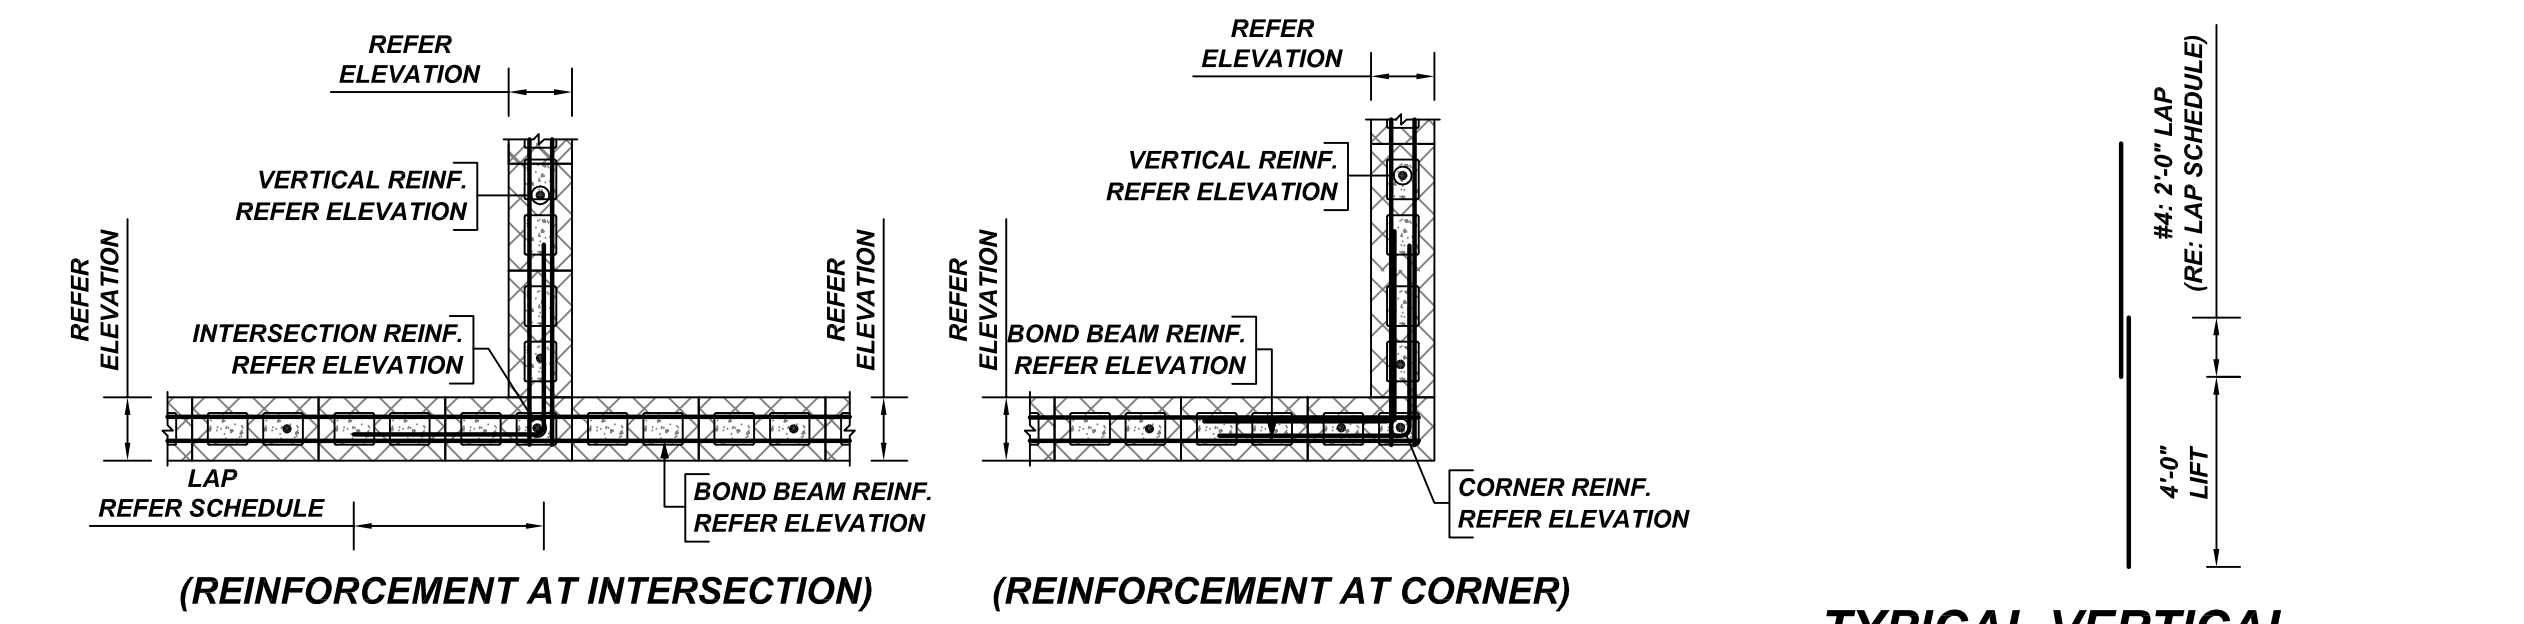 REFER
ELEVATION
VERTICAL REINF.
REFER ELEVATION
REFER
ELEVATION
INTERSECTION REINF.
REFER ELEVATION
REFER
ELEVATION
LAP
REFER SCHEDULE
BOND BEAM REINF.
REFER ELEVATION
(REINFORCEMENT AT INTERSECTION)
REFER
ELEVATION
VERTICAL REINF.
REFER ELEVATION
REFER
ELEVATION
BOND BEAM REINF.
REFER ELEVATION
CORNER REINF.
REFER ELEVATION
(REINFORCEMENT AT CORNER)
#4: 2'-0" LAP
(RE: LAP SCHEDULE)
4'-0"
LIFT
TYPICAL VERTICAL